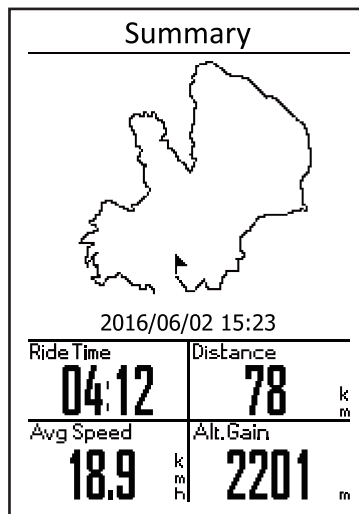 Summary
2016/06/02 15:23
Ride Time
04:12
Distance
78 km
Avg Speed
18.9 kmh
Alt.Gain
2201 m